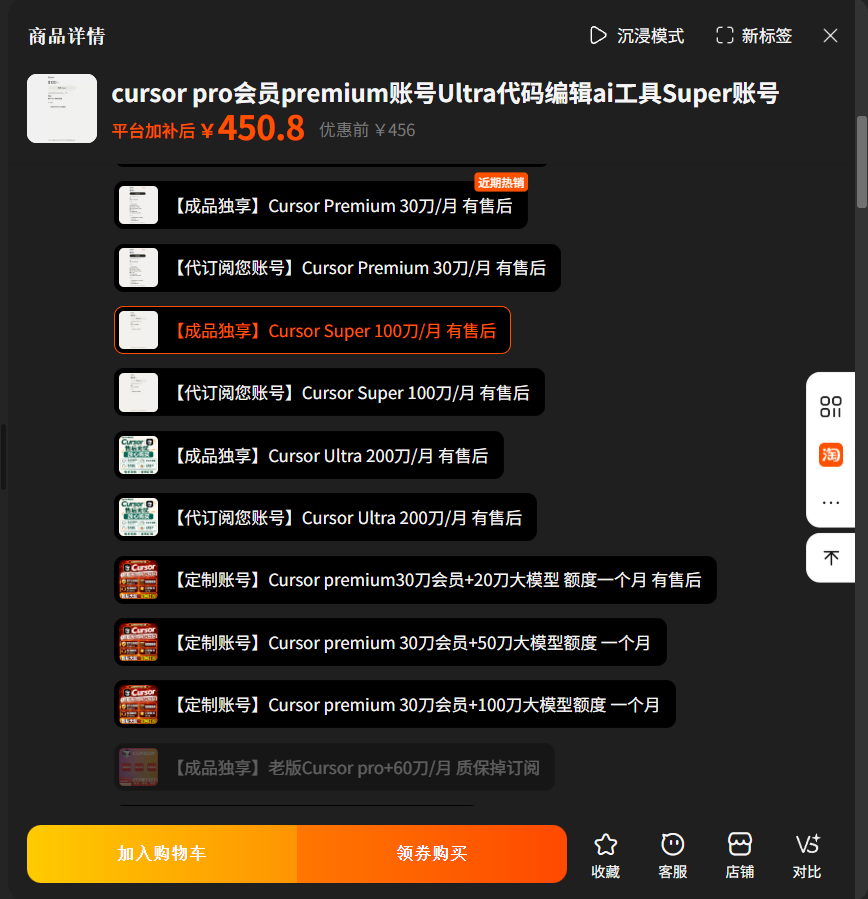 商品详情
沉浸模式
新标签
cursor pro会员premium账号Ultra代码编辑ai工具Super账号
平台加补后 ￥450.8 优惠前 ￥456
近期热销
【成品独享】Cursor Premium 30刀/月 有售后
【代订阅您账号】Cursor Premium 30刀/月 有售后
【成品独享】Cursor Super 100刀/月 有售后
【代订阅您账号】Cursor Super 100刀/月 有售后
【成品独享】Cursor Ultra 200刀/月 有售后
【代订阅您账号】Cursor Ultra 200刀/月 有售后
【定制账号】Cursor premium30刀会员+20刀大模型 额度一个月 有售后
【定制账号】Cursor premium 30刀会员+50刀大模型额度 一个月
【定制账号】Cursor premium 30刀会员+100刀大模型额度 一个月
【成品独享】老版Cursor pro+60刀/月 质保掉订阅
淘
加入购物车
领券购买
收藏
客服
店铺
对比